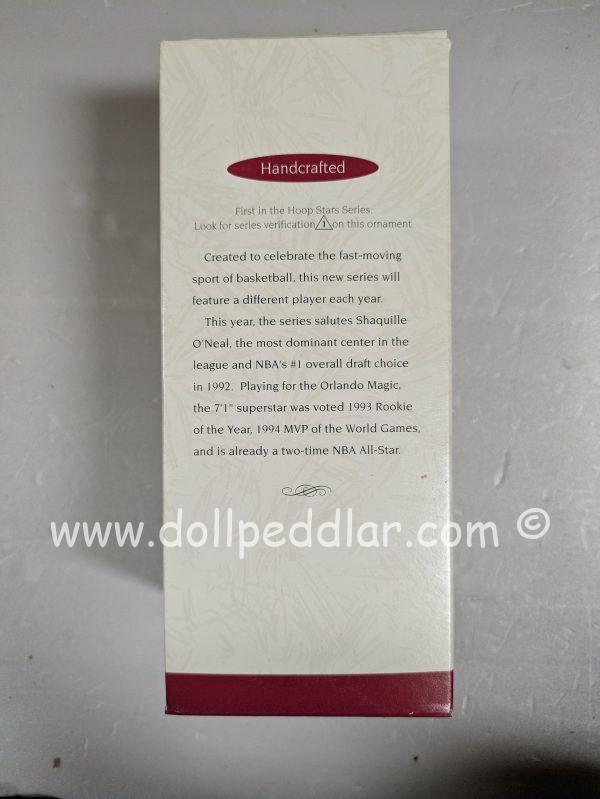 Handcrafted
First in the Hoop Stars Series.
Look for series verification 1 on this ornament
Created to celebrate the fast-moving
sport of basketball, this new series will
feature a different player each year.
This year, the series salutes Shaquille
O'Neal, the most dominant center in the
league and NBA's #1 overall draft choice
in 1992. Playing for the Orlando Magic,
the 7'1" superstar was voted 1993 Rookie
of the Year, 1994 MVP of the World Games,
and is already a two-time NBA All-Star.
www.dollpeddlar.com ©